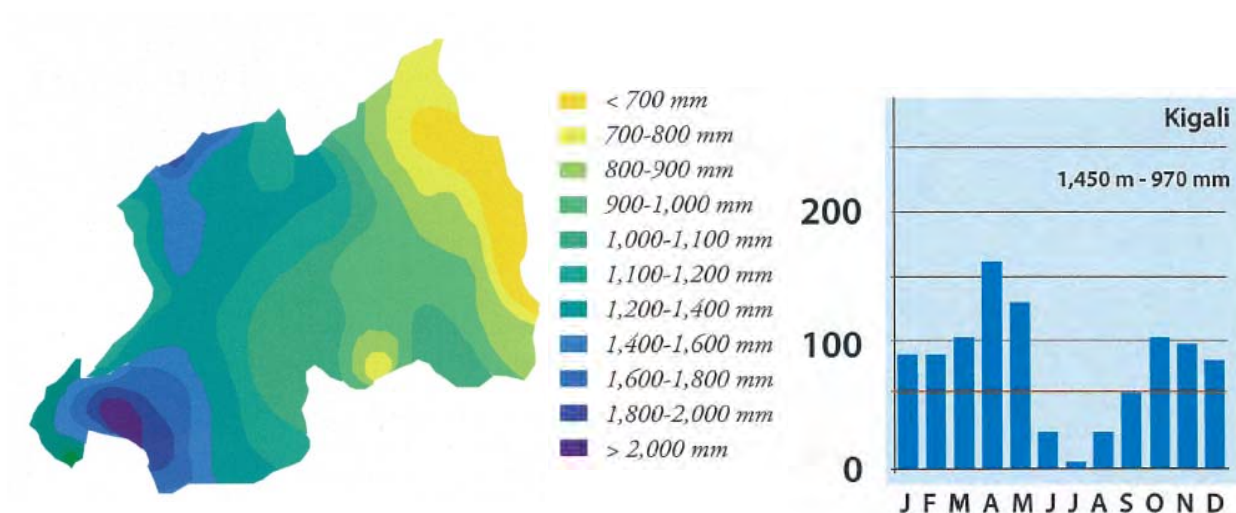 < 700 mm
700-800 mm
800-900 mm
900-1,000 mm
1,000-1,100 mm
1,100-1,200 mm
1,200-1,400 mm
1,400-1,600 mm
1,600-1,800 mm
1,800-2,000 mm
> 2,000 mm
Kigali
1,450 m - 970 mm
200
100
0
J F M A M J J A S O N D